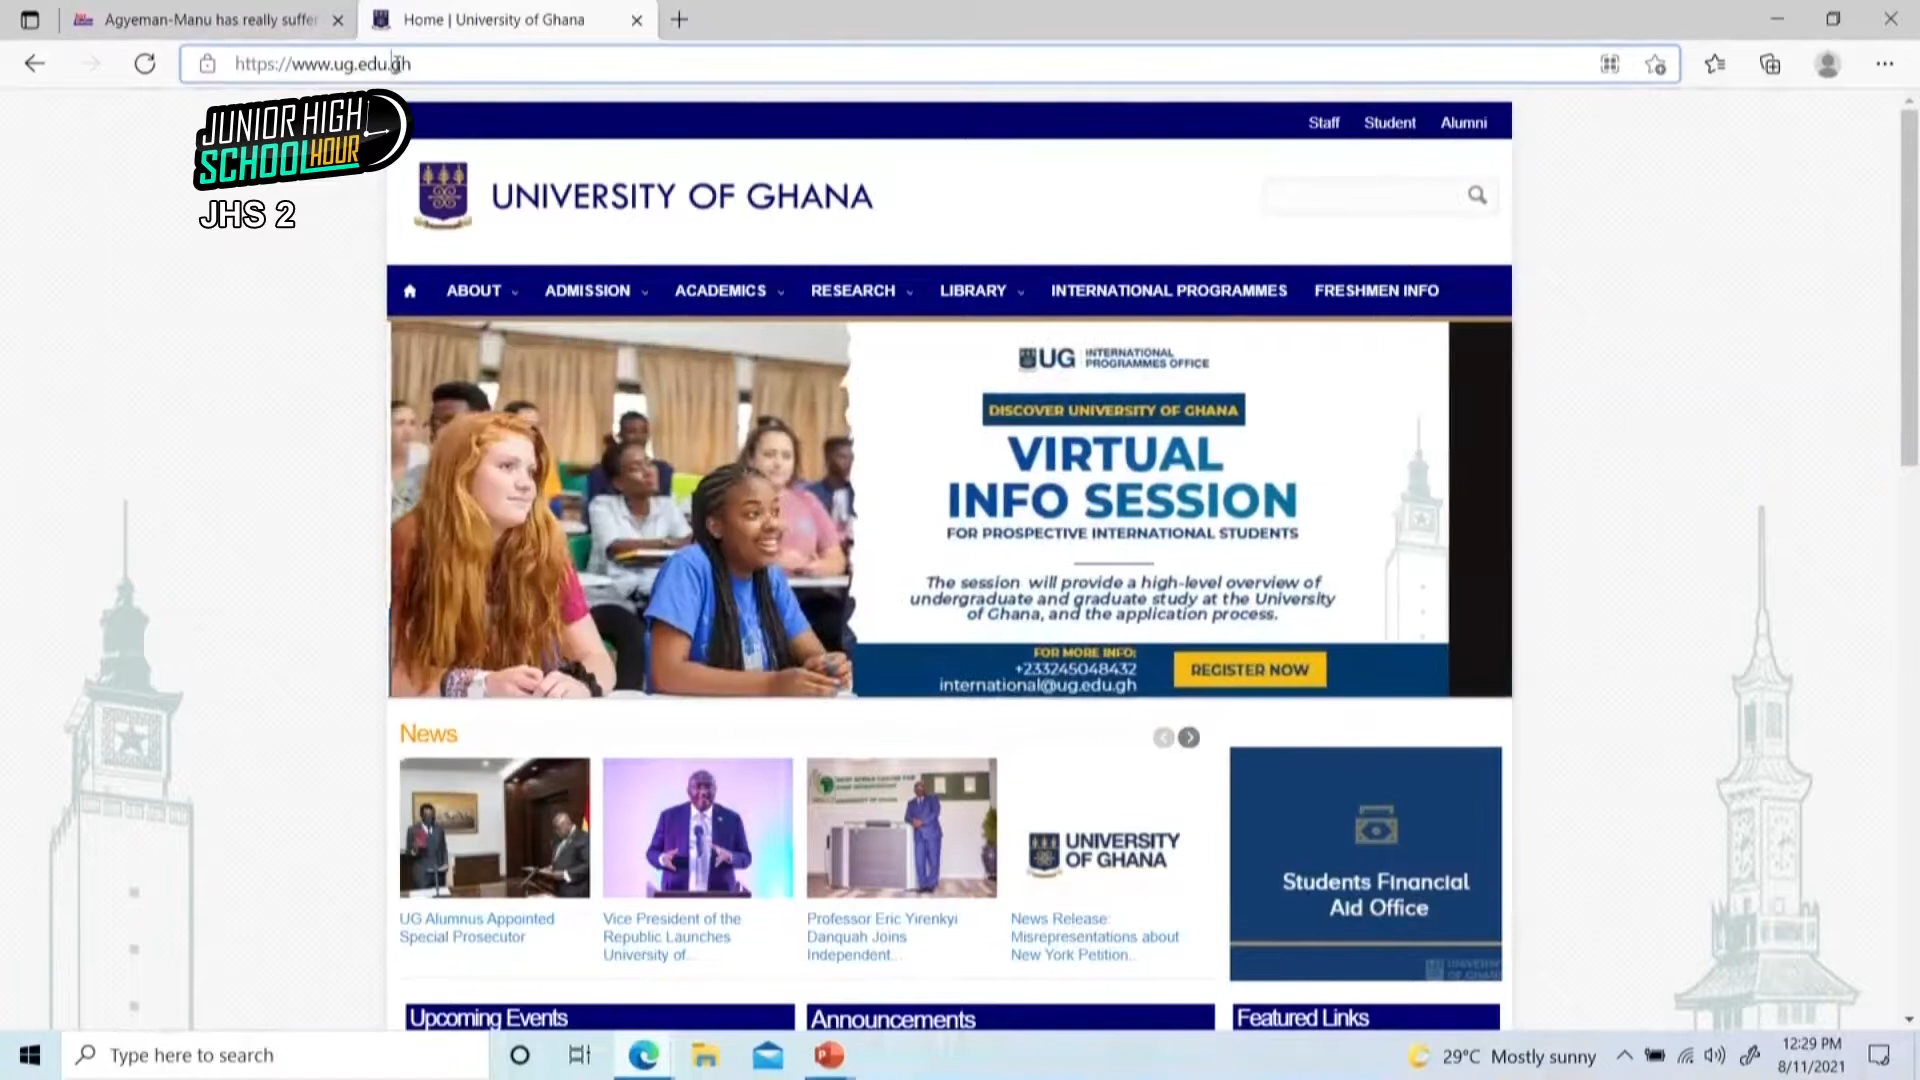 Agyeman-Manu has really suffer
Home | University of Ghana
https://www.ug.edu.gh
JUNIOR HIGH
SCHOOL HOUR
JHS 2
Staff Student Alumni
UNIVERSITY OF GHANA
ABOUT ADMISSION ACADEMICS RESEARCH LIBRARY INTERNATIONAL PROGRAMMES FRESHMEN INFO
UG INTERNATIONAL
PROGRAMMES OFFICE
DISCOVER UNIVERSITY OF GHANA
VIRTUAL
INFO SESSION
FOR PROSPECTIVE INTERNATIONAL STUDENTS
The session will provide a high-level overview of
undergraduate and graduate study at the University
of Ghana, and the application process.
FOR MORE INFO:
+233245048432
international@ug.edu.gh
REGISTER NOW
News
UG Alumnus Appointed
Special Prosecutor
Vice President of the
Republic Launches
University of...
Professor Eric Yirenkyi
Danquah Joins
Independent...
UNIVERSITY
OF GHANA
News Release:
Misrepresentations about
New York Petition..
Students Financial
Aid Office
Upcoming Events
Announcements
Featured Links
Type here to search
29°C Mostly sunny
12:29 PM
8/11/2021